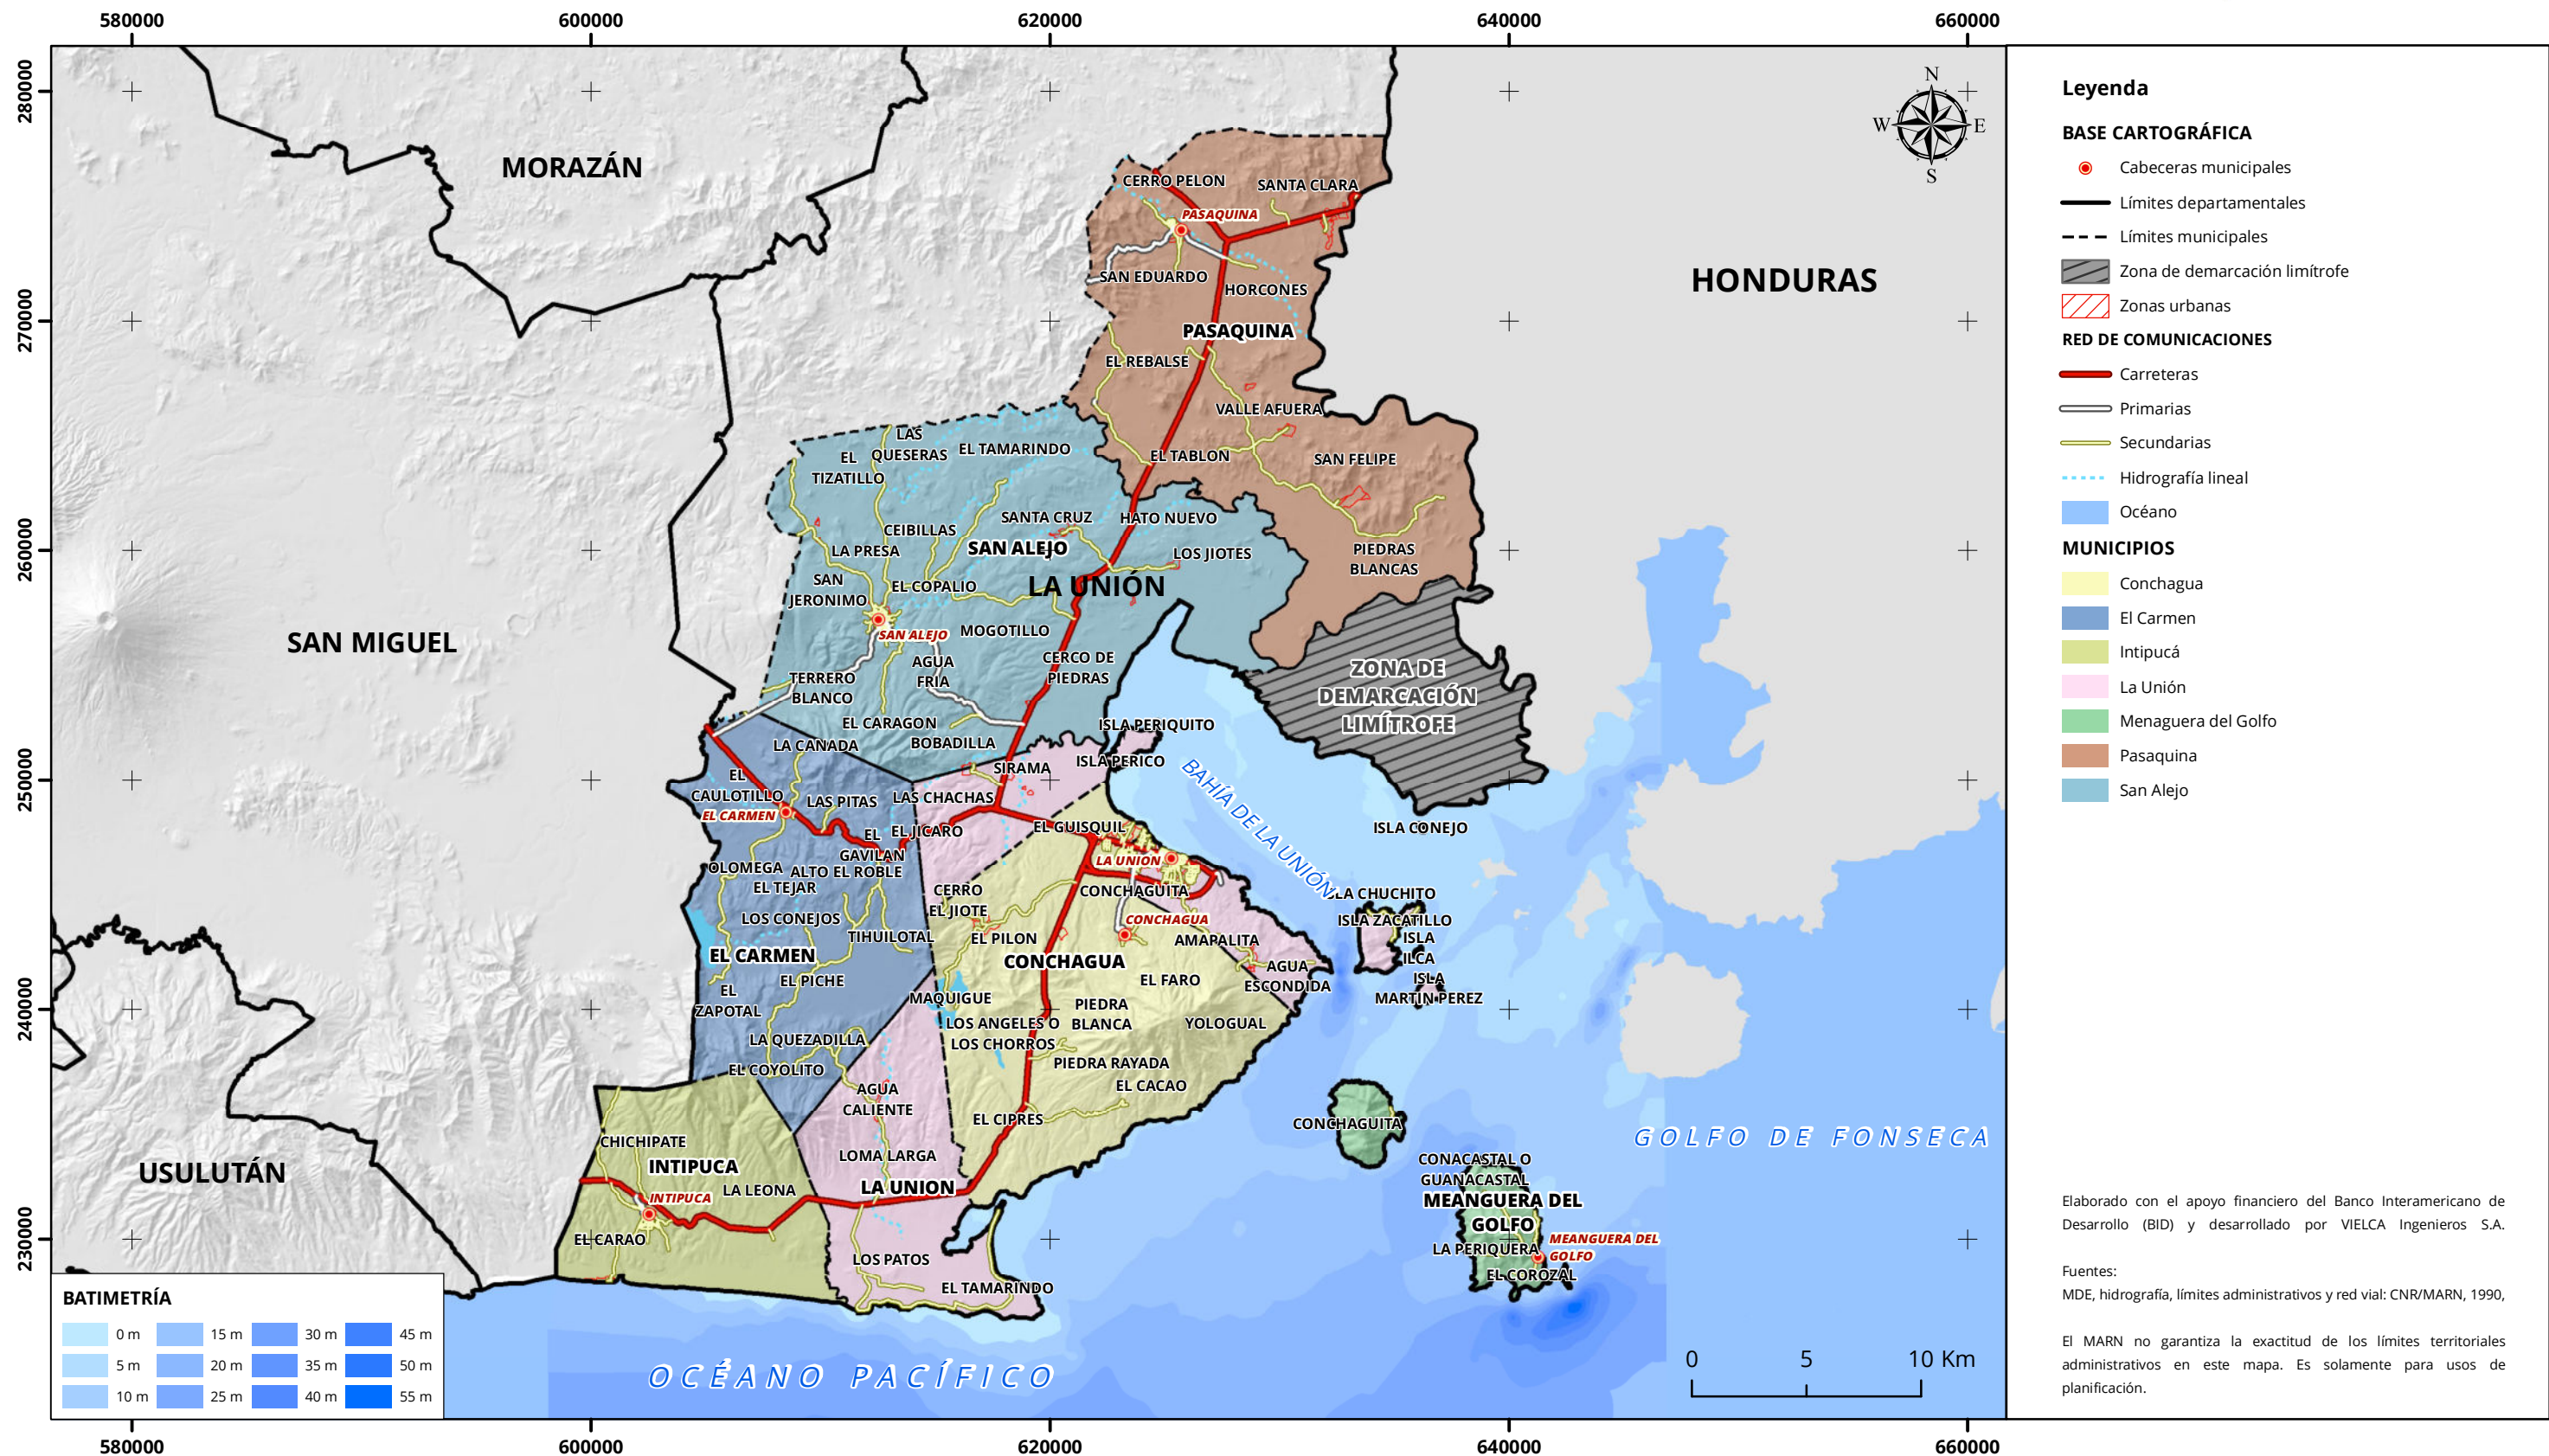 580000
600000
620000
640000
660000
280000
270000
260000
250000
240000
230000
N
W
E
S
MORAZÁN
HONDURAS
SAN MIGUEL
USULUTÁN
LA UNIÓN
CERRO PELON
SANTA CLARA
PASAQUINA
SAN EDUARDO
HORCONES
PASAQUINA
EL REBALSE
VALLE AFUERA
EL TABLON
SAN FELIPE
PIEDRAS
BLANCAS
LAS
QUESERAS
EL TAMARINDO
EL
TIZATILLO
CEIBILLAS
SANTA CRUZ
HATO NUEVO
LA PRESA
SAN ALEJO
LOS JIOTES
SAN
JERONIMO
EL COPALIO
SAN ALEJO
MOGOTILLO
AGUA
FRIA
CERCO DE
PIEDRAS
TERRERO
BLANCO
EL CARAGON
BOBADILLA
ZONA DE
DEMARCACIÓN
LIMÍTROFE
ISLA PERIQUITO
ISLA PERICO
BAHÍA DE LA UNIÓN
ISLA CONEJO
LA CAÑADA
EL
CAULOTILLO
LAS PITAS
EL CARMEN
SIRAMA
LAS CHACHAS
EL JICARO
EL
GAVILAN
EL GUISQUIL
LA UNION
OLOMEGA
ALTO EL ROBLE
EL TEJAR
LOS CONEJOS
TIHUILOTAL
EL CARMEN
EL PICHE
EL
ZAPOTAL
LA QUEZADILLA
EL COYOLITO
CERRO
EL JIOTE
CONCHAGUITA
CONCHAGUA
EL PILON
AMAPALITA
CONCHAGUA
AGUA
ESCONDIDA
EL FARO
MAQUIGUE
PIEDRA
BLANCA
LOS ANGELES O
LOS CHORROS
YOLOGUAL
PIEDRA RAYADA
EL CACAO
EL CIPRES
ISLA CHUCHITO
ISLA ZACATILLO
ISLA
ILCA
ISLA
MARTIN PEREZ
AGUA
CALIENTE
LOMA LARGA
LA UNION
LOS PATOS
EL TAMARINDO
CHICHIPATE
INTIPUCA
INTIPUCA
LA LEONA
EL CARAO
CONCHAGUITA
CONACASTAL O
GUANACASTAL
MEANGUERA DEL
GOLFO
LA PERIQUERA
MEANGUERA DEL
GOLFO
EL COROZAL
GOLFO DE FONSECA
OCÉANO PACÍFICO
0 5 10 Km
BATIMETRÍA
0 m 15 m 30 m 45 m
5 m 20 m 35 m 50 m
10 m 25 m 40 m 55 m
580000
600000
620000
640000
660000
Leyenda
BASE CARTOGRÁFICA
Cabeceras municipales
Límites departamentales
Límites municipales
Zona de demarcación limítrofe
Zonas urbanas
RED DE COMUNICACIONES
Carreteras
Primarias
Secundarias
Hidrografía lineal
Océano
MUNICIPIOS
Conchagua
El Carmen
Intipucá
La Unión
Menaguera del Golfo
Pasaquina
San Alejo
Elaborado con el apoyo financiero del Banco Interamericano de
Desarrollo (BID) y desarrollado por VIELCA Ingenieros S.A.
Fuentes:
MDE, hidrografía, límites administrativos y red vial: CNR/MARN, 1990,
El MARN no garantiza la exactitud de los límites territoriales
administrativos en este mapa. Es solamente para usos de
planificación.